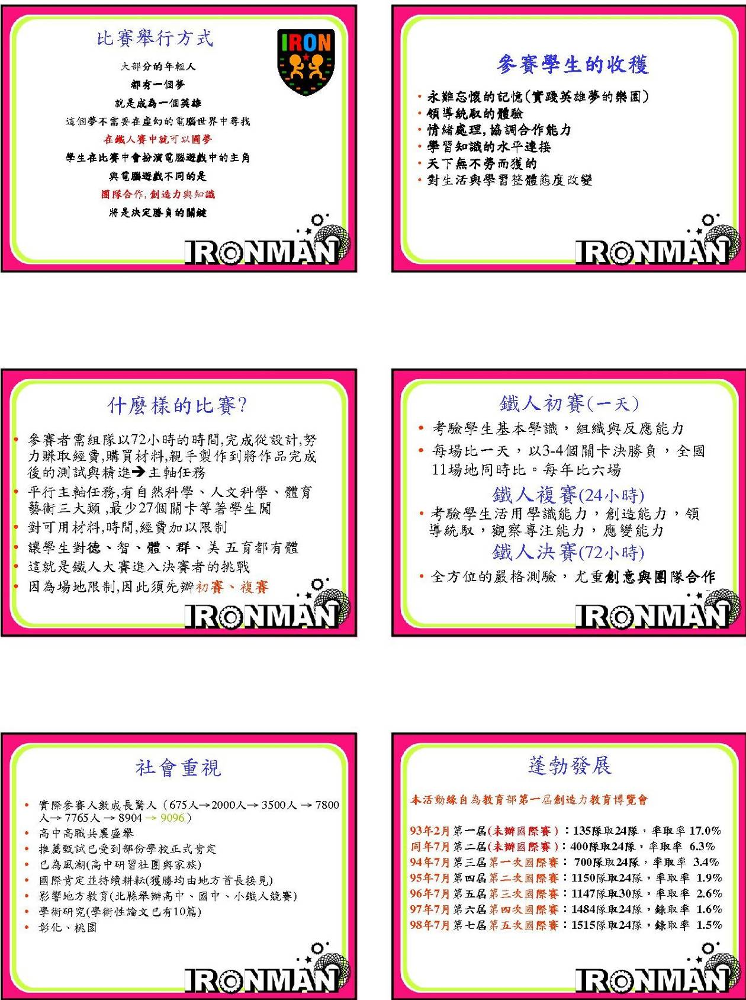 比賽舉行方式
IRON
大部分的年輕人
都有一個夢
就是成為一個英雄
這個夢不需要在虛幻的電腦世界中尋找
在鐵人賽中就可以圓夢
學生在比賽中會扮演電腦遊戲中的主角
與電腦遊戲不同的是
團隊合作,創造力與知識
將是決定勝負的關鍵
IRONMAN
參賽學生的收穫
• 永難忘懷的記憶(實踐英雄夢的樂園)
• 領導統馭的體驗
• 情緒處理,協調合作能力
• 學習知識的水平連接
• 天下無不勞而獲的
• 對生活與學習整體態度改變
IRONMAN
什麼樣的比賽?
• 參賽者需組隊以72小時的時間,完成從設計,努
力賺取經費,購買材料,親手製作到將作品完成
後的測試與精進➔主軸任務
• 平行主軸任務,有自然科學、人文科學、體育
藝術三大類 ,最少27個關卡等著學生闖
• 對可用材料,時間,經費加以限制
• 讓學生對德、智、體、群、美 五育都有體
• 這就是鐵人大賽進入決賽者的挑戰
• 因為場地限制,因此須先辦初賽、複賽
IRONMAN
鐵人初賽(一天)
• 考驗學生基本學識,組織與反應能力
• 每場比一天,以3-4個關卡決勝負,全國
11場地同時比。每年比六場
鐵人複賽(24小時)
• 考驗學生活用學識能力,創造能力,領
導統馭,觀察專注能力,應變能力
鐵人決賽(72小時)
• 全方位的嚴格測驗,尤重創意與團隊合作
IRONMAN
社會重視
• 實際參賽人數成長驚人(675人→2000人→ 3500人 → 7800
人→ 7765人 → 8904 → 9096)
• 高中高職共襄盛舉
• 推薦甄試已受到部份學校正式肯定
• 已為風潮(高中研習社團與家族)
• 國際肯定並持續耕耘(獲勝均由地方首長接見)
• 影響地方教育(北縣舉辦高中、國中、小鐵人競賽)
• 學術研究(學術性論文已有10篇)
• 彰化、桃園
IRONMAN
蓬勃發展
本活動緣自為教育部第一屆創造力教育博覽會
93年2月第一屆(未辦國際賽):135隊取24隊,率取率 17.0%
同年7月第二屆(未辦國際賽):400隊取24隊,率取率 6.3%
94年7月第三屆第一次國際賽: 700隊取24隊,率取率 3.4%
95年7月第四屆第二次國際賽:1150隊取24隊,率取率 1.9%
96年7月第五屆第三次國際賽:1147隊取30隊,率取率 2.6%
97年7月第六屆第四次國際賽:1484隊取24隊,錄取率 1.6%
98年7月第七屆第五次國際賽:1515隊取24隊,錄取率 1.5%
IRONMAN